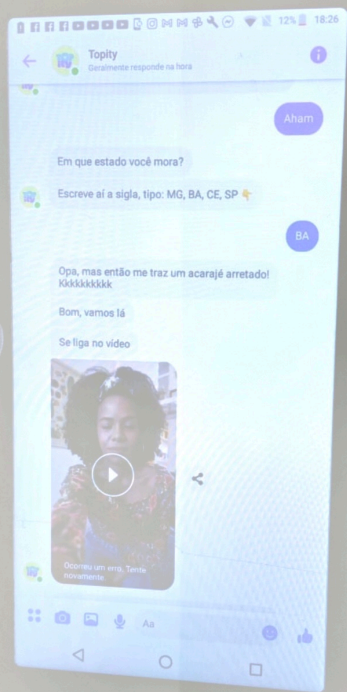 12% 18:26
Topity
Geralmente responde na hora
Aham
Em que estado você mora?
Escreve aí a sigla, tipo: MG, BA, CE, SP 👇
BA
Opa, mas então me traz um acarajé arretado!
Kkkkkkkkkk
Bom, vamos lá
Se liga no vídeo
Ocorreu um erro. Tente
novamente.
Aa